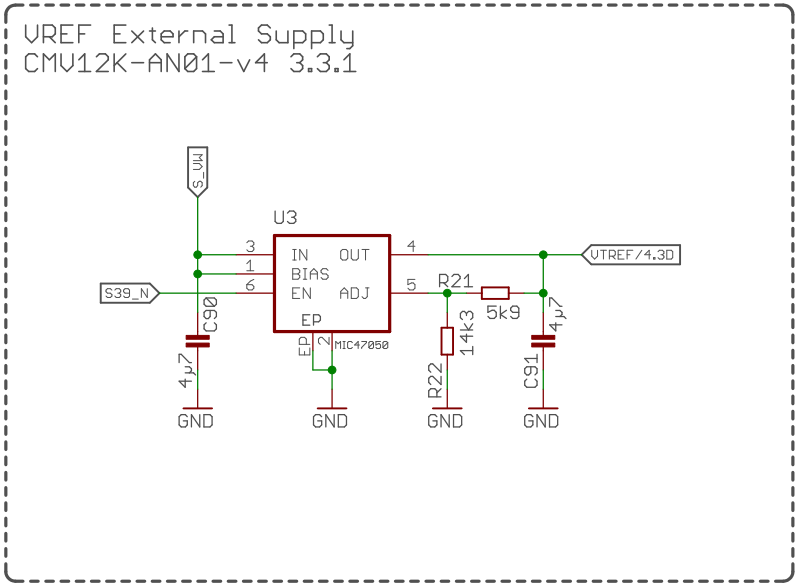 VREF External Supply
CMV12K-AN01-v4 3.3.1
S_VW
U3
3
IN
OUT
4
VTREF/4.3D
1
BIAS
S39_N
6
EN
ADJ
5
R21
5k9
C90
4µ7
EP
EP
2
MIC47050
14k3
R22
4µ7
C91
GND
GND
GND
GND